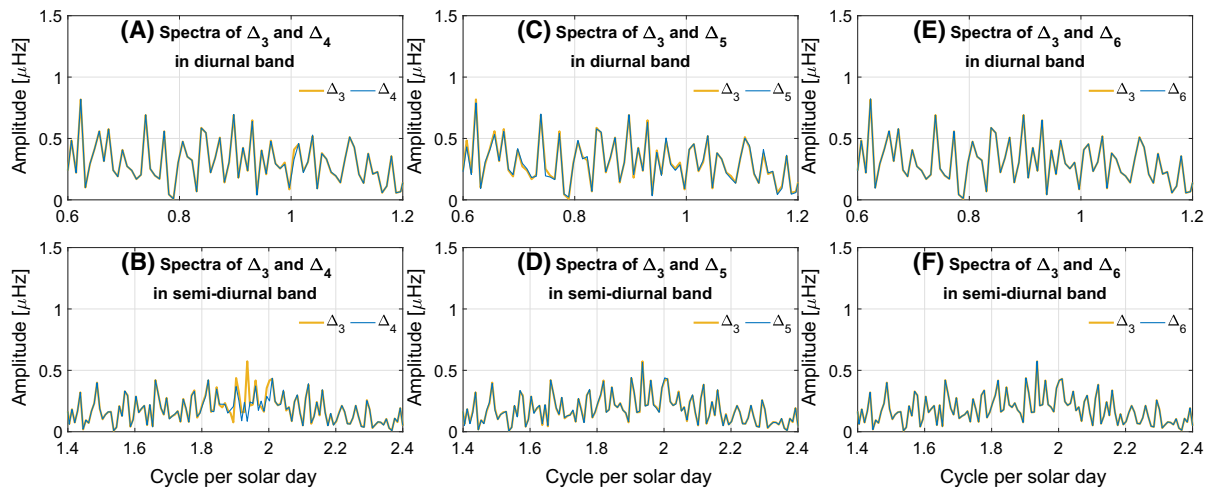 (A) Spectra of Δ3 and Δ4
in diurnal band
Δ3 Δ4
Amplitude [μHz]
1.5
1
0.5
0
0.6 0.8 1 1.2
(C) Spectra of Δ3 and Δ5
in diurnal band
Δ3 Δ5
Amplitude [μHz]
1.5
1
0.5
0
0.6 0.8 1 1.2
(E) Spectra of Δ3 and Δ6
in diurnal band
Δ3 Δ6
Amplitude [μHz]
1.5
1
0.5
0
0.6 0.8 1 1.2
(B) Spectra of Δ3 and Δ4
in semi-diurnal band
Δ3 Δ4
Amplitude [μHz]
1.5
1
0.5
0
1.4 1.6 1.8 2 2.2 2.4
Cycle per solar day
(D) Spectra of Δ3 and Δ5
in semi-diurnal band
Δ3 Δ5
Amplitude [μHz]
1.5
1
0.5
0
1.4 1.6 1.8 2 2.2 2.4
Cycle per solar day
(F) Spectra of Δ3 and Δ6
in semi-diurnal band
Δ3 Δ6
Amplitude [μHz]
1.5
1
0.5
0
1.4 1.6 1.8 2 2.2 2.4
Cycle per solar day